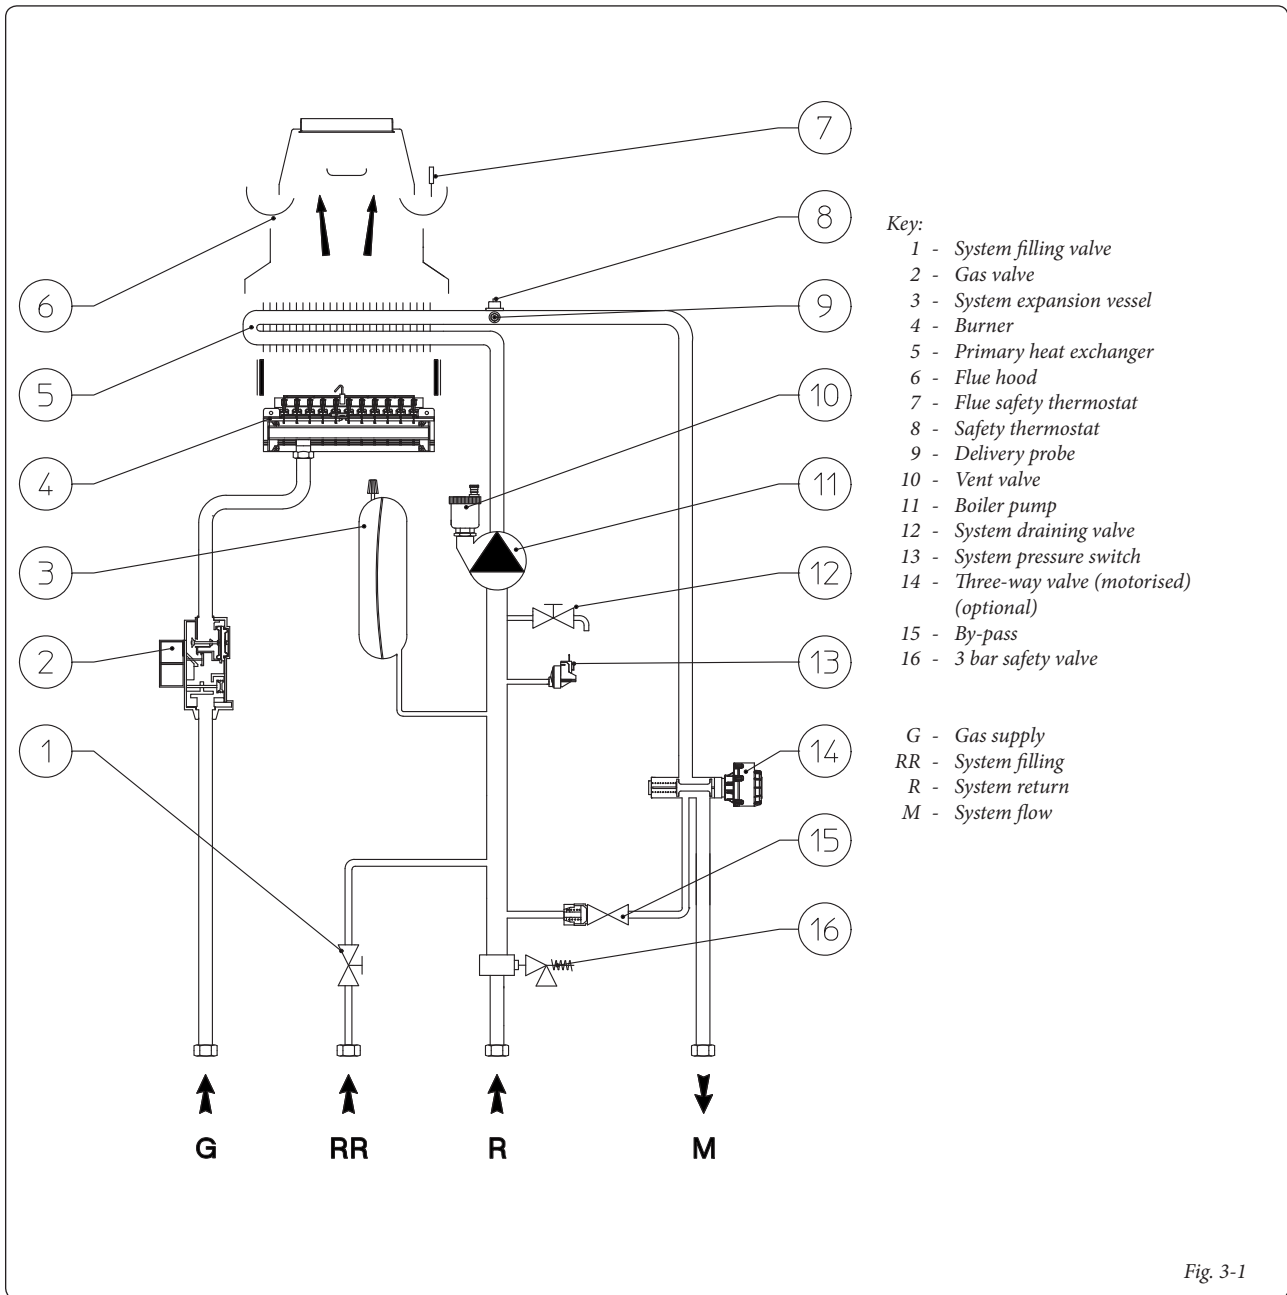 7
8
6
9
5
10
4
11
3
12
2
13
1
14
15
16
G
RR
R
M
Key:
1 - System filling valve
2 - Gas valve
3 - System expansion vessel
4 - Burner
5 - Primary heat exchanger
6 - Flue hood
7 - Flue safety thermostat
8 - Safety thermostat
9 - Delivery probe
10 - Vent valve
11 - Boiler pump
12 - System draining valve
13 - System pressure switch
14 - Three-way valve (motorised)
(optional)
15 - By-pass
16 - 3 bar safety valve
G - Gas supply
RR - System filling
R - System return
M - System flow
Fig. 3-1